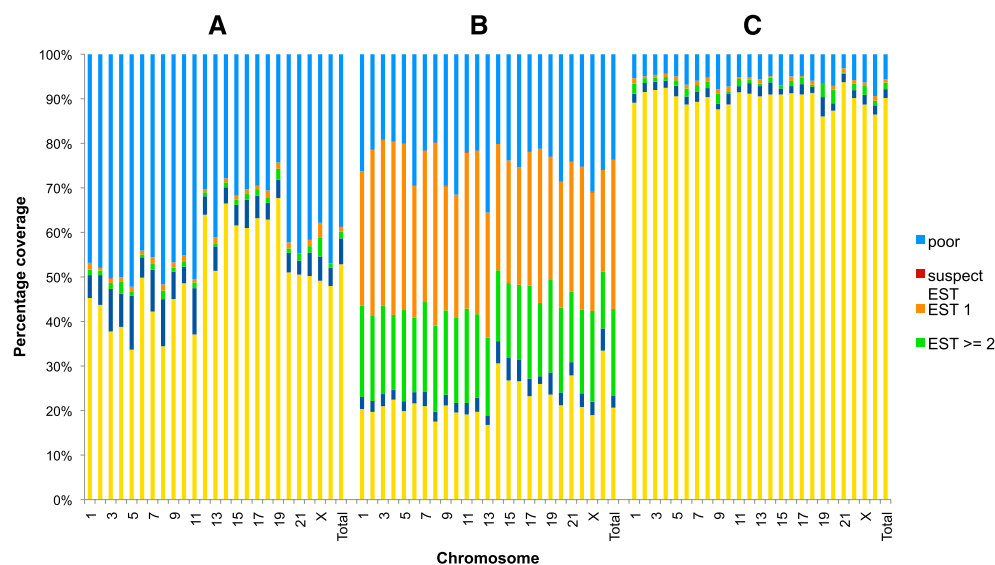 A B C
100%
90%
80%
70%
60%
50%
40%
30%
20%
10%
0%
Percentage coverage
1 3 5 7 9 11 13 15 17 19 21 X Total
1 3 5 7 9 11 13 15 17 19 21 X Total
1 3 5 7 9 11 13 15 17 19 21 X Total
Chromosome
poor
suspect
EST
EST 1
EST >= 2